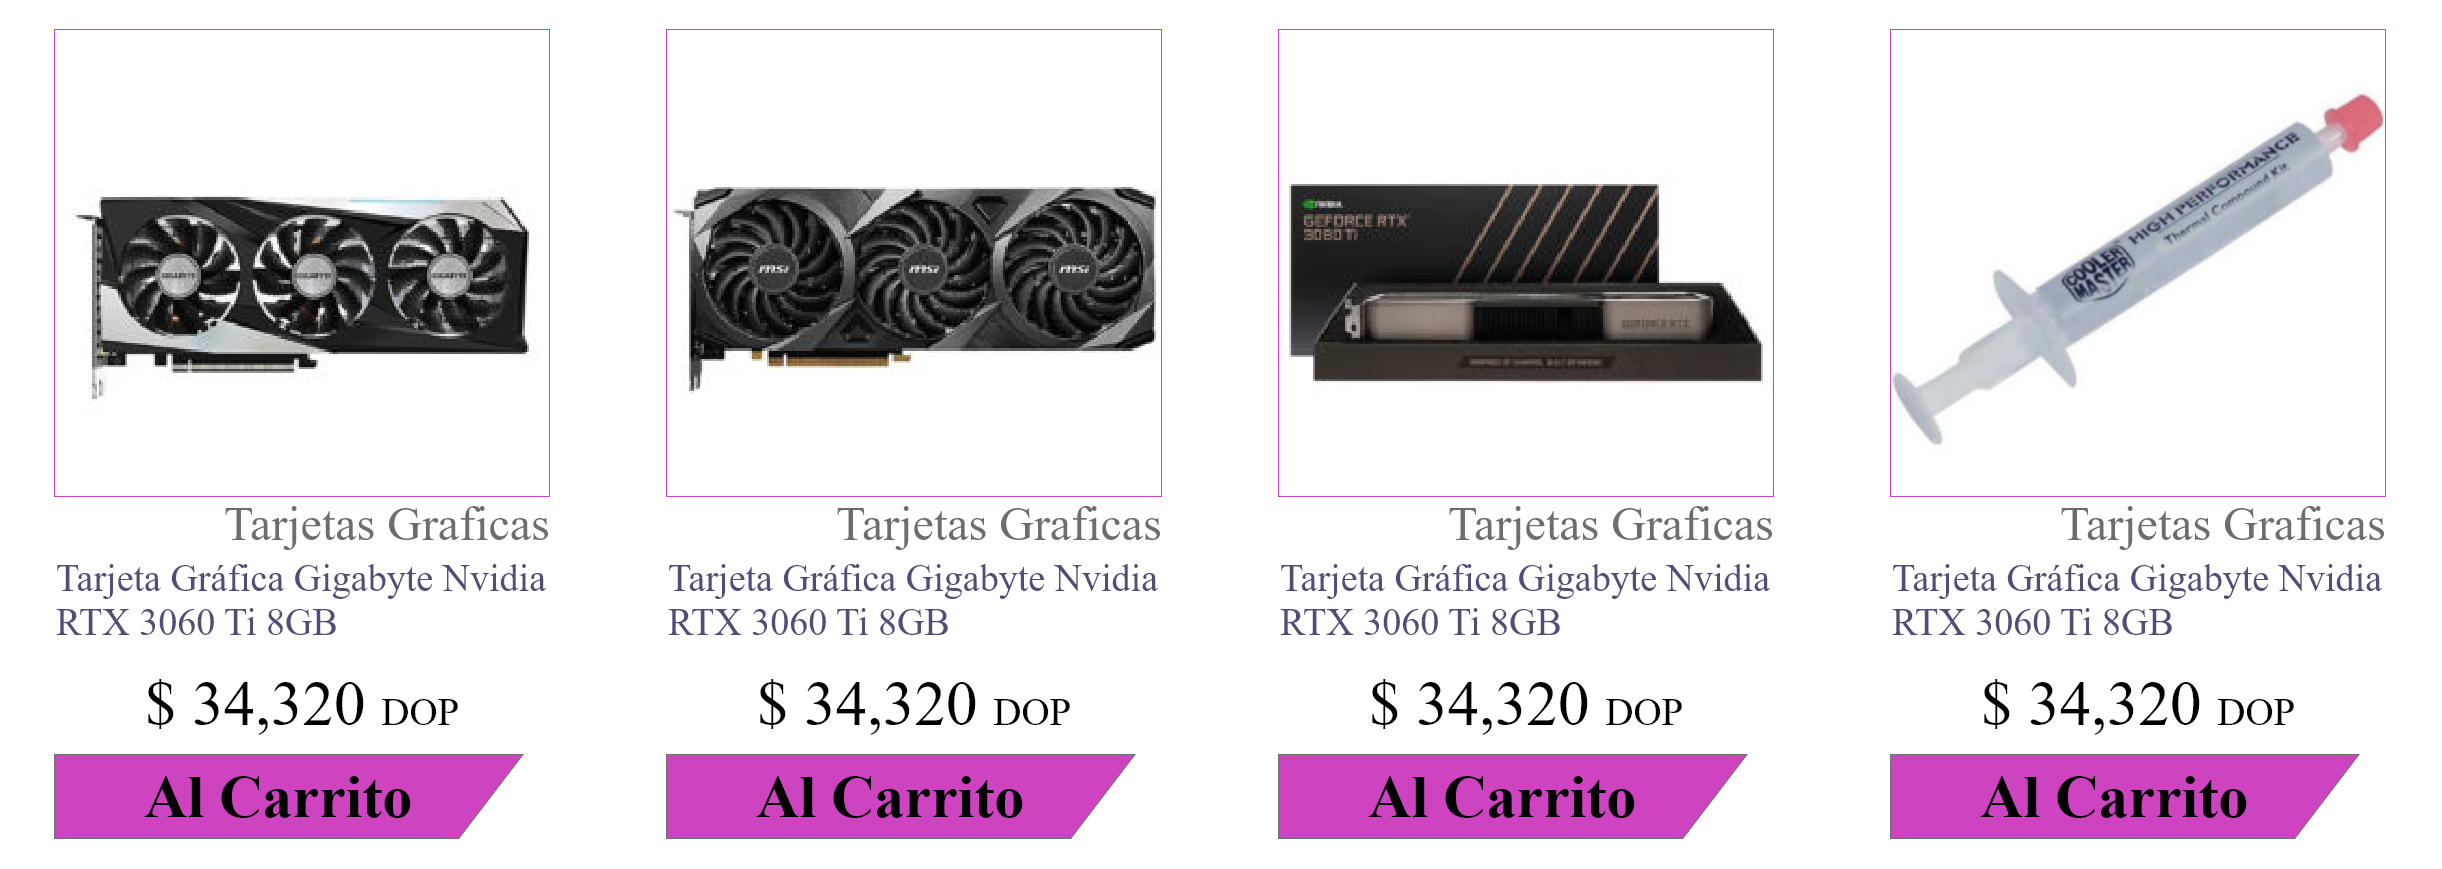 GIGABYTE
GIGABYTE
GIGABYTE
msi
msi
msi
NVIDIA
GEFORCE RTX
3080 Ti
GEFORCE RTX
COOLER
MASTER
HIGH PERFORMANCE
Thermal Compound Kit
Tarjetas Graficas
Tarjeta Gráfica Gigabyte Nvidia
RTX 3060 Ti 8GB
$ 34,320 DOP
Al Carrito
Tarjetas Graficas
Tarjeta Gráfica Gigabyte Nvidia
RTX 3060 Ti 8GB
$ 34,320 DOP
Al Carrito
Tarjetas Graficas
Tarjeta Gráfica Gigabyte Nvidia
RTX 3060 Ti 8GB
$ 34,320 DOP
Al Carrito
Tarjetas Graficas
Tarjeta Gráfica Gigabyte Nvidia
RTX 3060 Ti 8GB
$ 34,320 DOP
Al Carrito